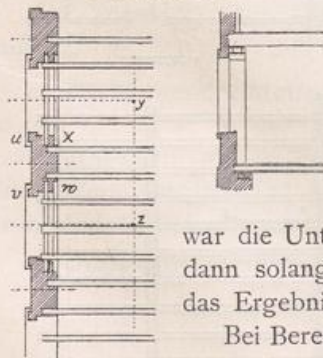 y
u X
v w
z
war die Unt
dann solang
das Ergebni
Bei Bere